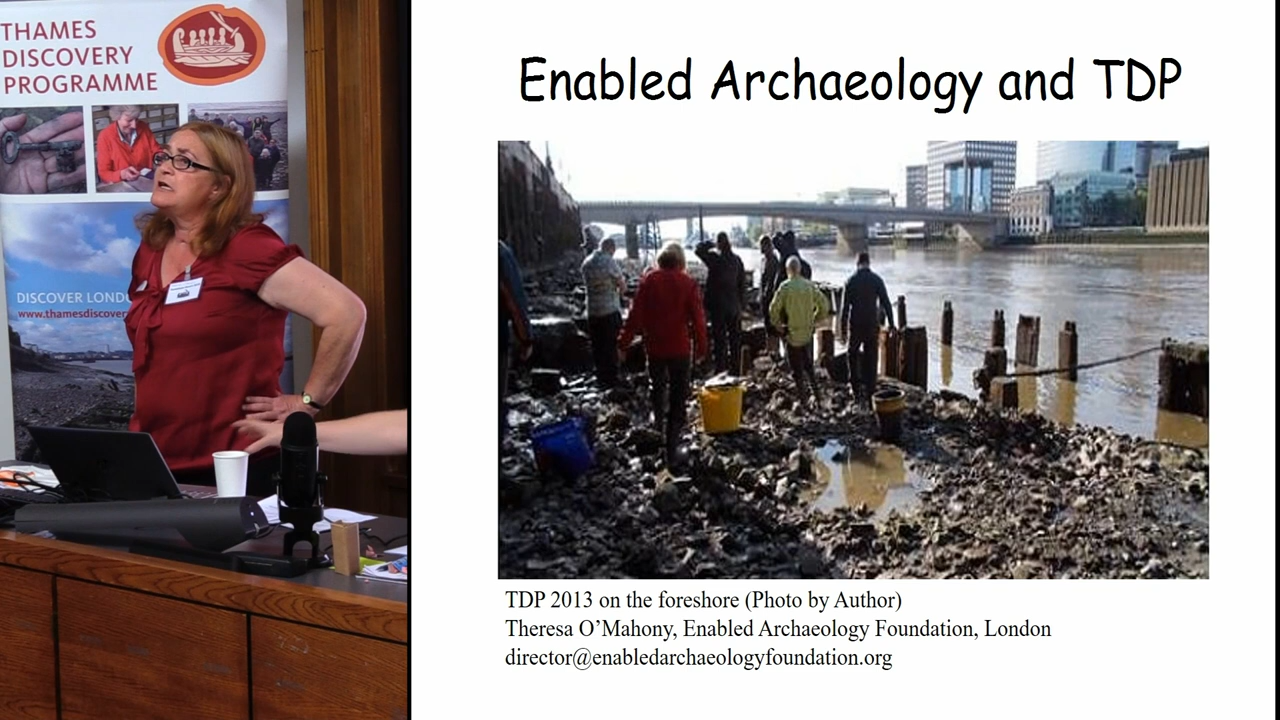 THAMES
DISCOVERY
PROGRAMME
DISCOVER LONDO
www.thamesdiscover
Enabled Archaeology and TDP
TDP 2013 on the foreshore (Photo by Author)
Theresa O’Mahony, Enabled Archaeology Foundation, London
director@enabledarchaeologyfoundation.org